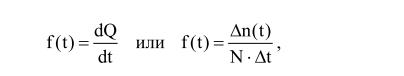 f(t) = dQ/dt или f(t) = Δn(t)/(N · Δt),